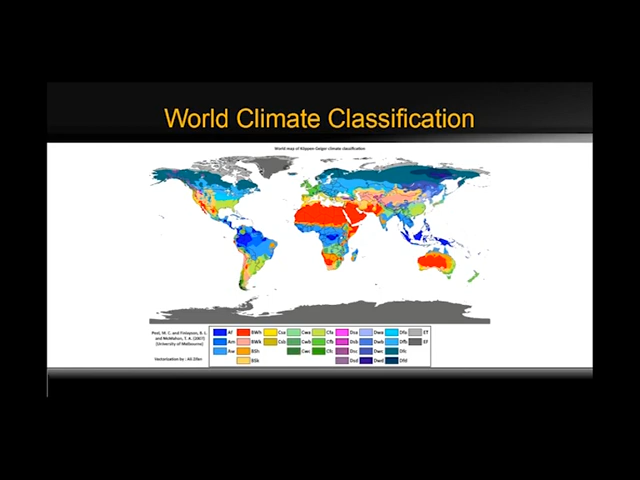 World Climate Classification
World map of Köppen-Geiger climate classification
Af BWh Csa Cwa Cfa Dsa Dwa Dfa ET
Am BWk Csb Cwb Cfb Dsb Dwb Dfb EF
Aw BSh Cwc Cfc Dsc Dwc Dfc
BSk Dsd Dwd Dfd
Peel, M. C. and Finlayson, B. L.
and McMahon, T. A. (2007)
(University of Melbourne)
Vectorization by : Ali Zifan